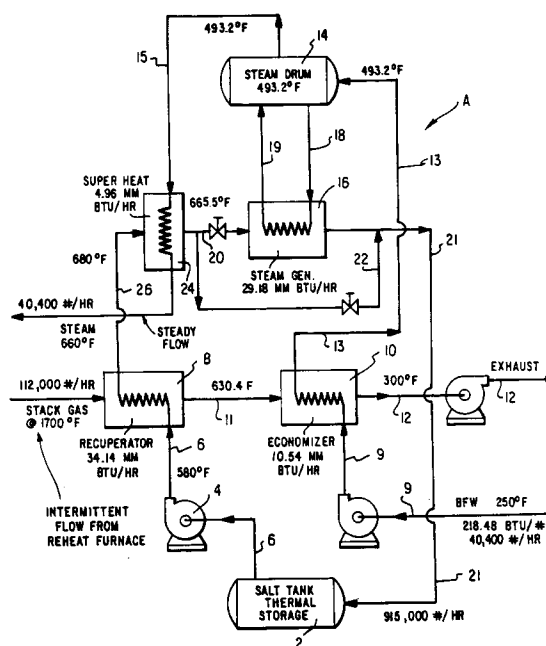 493.2°F
14
15
STEAM DRUM
493.2°F
493.2°F
A
19
18
13
SUPER HEAT
4.96 MM
BTU/HR
665.5°F
16
20
21
680°F
22
26
24
STEAM GEN.
29.18 MM BTU/HR
40,400 #/HR
STEAM
660°F
STEADY
FLOW
13
8
10
EXHAUST
112,000 #/HR
630.4 F
300°F
STACK GAS
@ 1700°F
11
12
12
RECUPERATOR
34.14 MM
BTU/HR
6
ECONOMIZER
10.54 MM
BTU/HR
9
580°F
4
9
BFW 250°F
218.48 BTU/#
40,400 #/HR
INTERMITTENT
FLOW FROM
REHEAT FURNACE
6
21
SALT TANK
THERMAL
STORAGE
915,000 #/HR
2